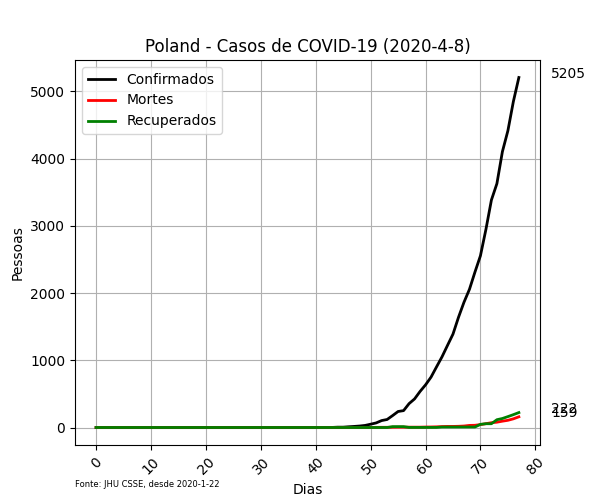 Poland - Casos de COVID-19 (2020-4-8)
Confirmados
Mortes
Recuperados
5205
222
159
5000
4000
3000
2000
1000
0
Pessoas
0 10 20 30 40 50 60 70 80
Dias
Fonte: JHU CSSE, desde 2020-1-22